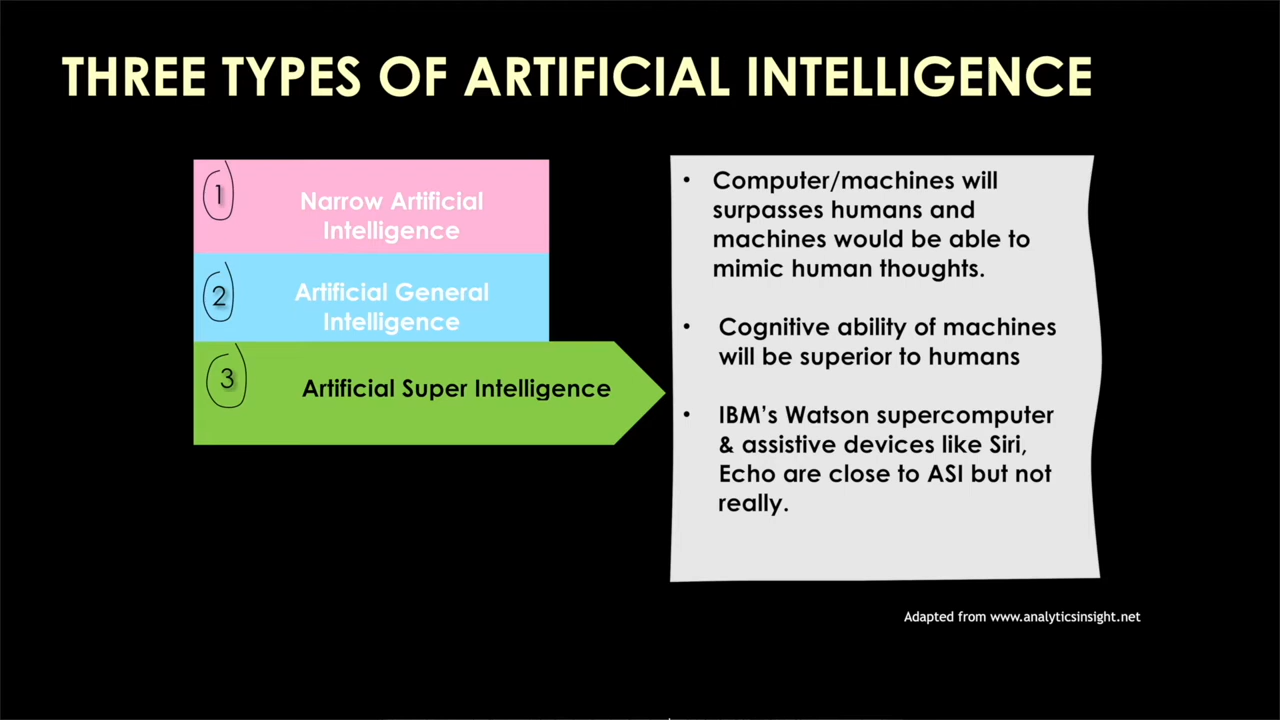 THREE TYPES OF ARTIFICIAL INTELLIGENCE
1
Narrow Artificial
Intelligence
2
Artificial General
Intelligence
3
Artificial Super Intelligence
• Computer/machines will
surpasses humans and
machines would be able to
mimic human thoughts.
• Cognitive ability of machines
will be superior to humans
• IBM’s Watson supercomputer
& assistive devices like Siri,
Echo are close to ASI but not
really.
Adapted from www.analyticsinsight.net